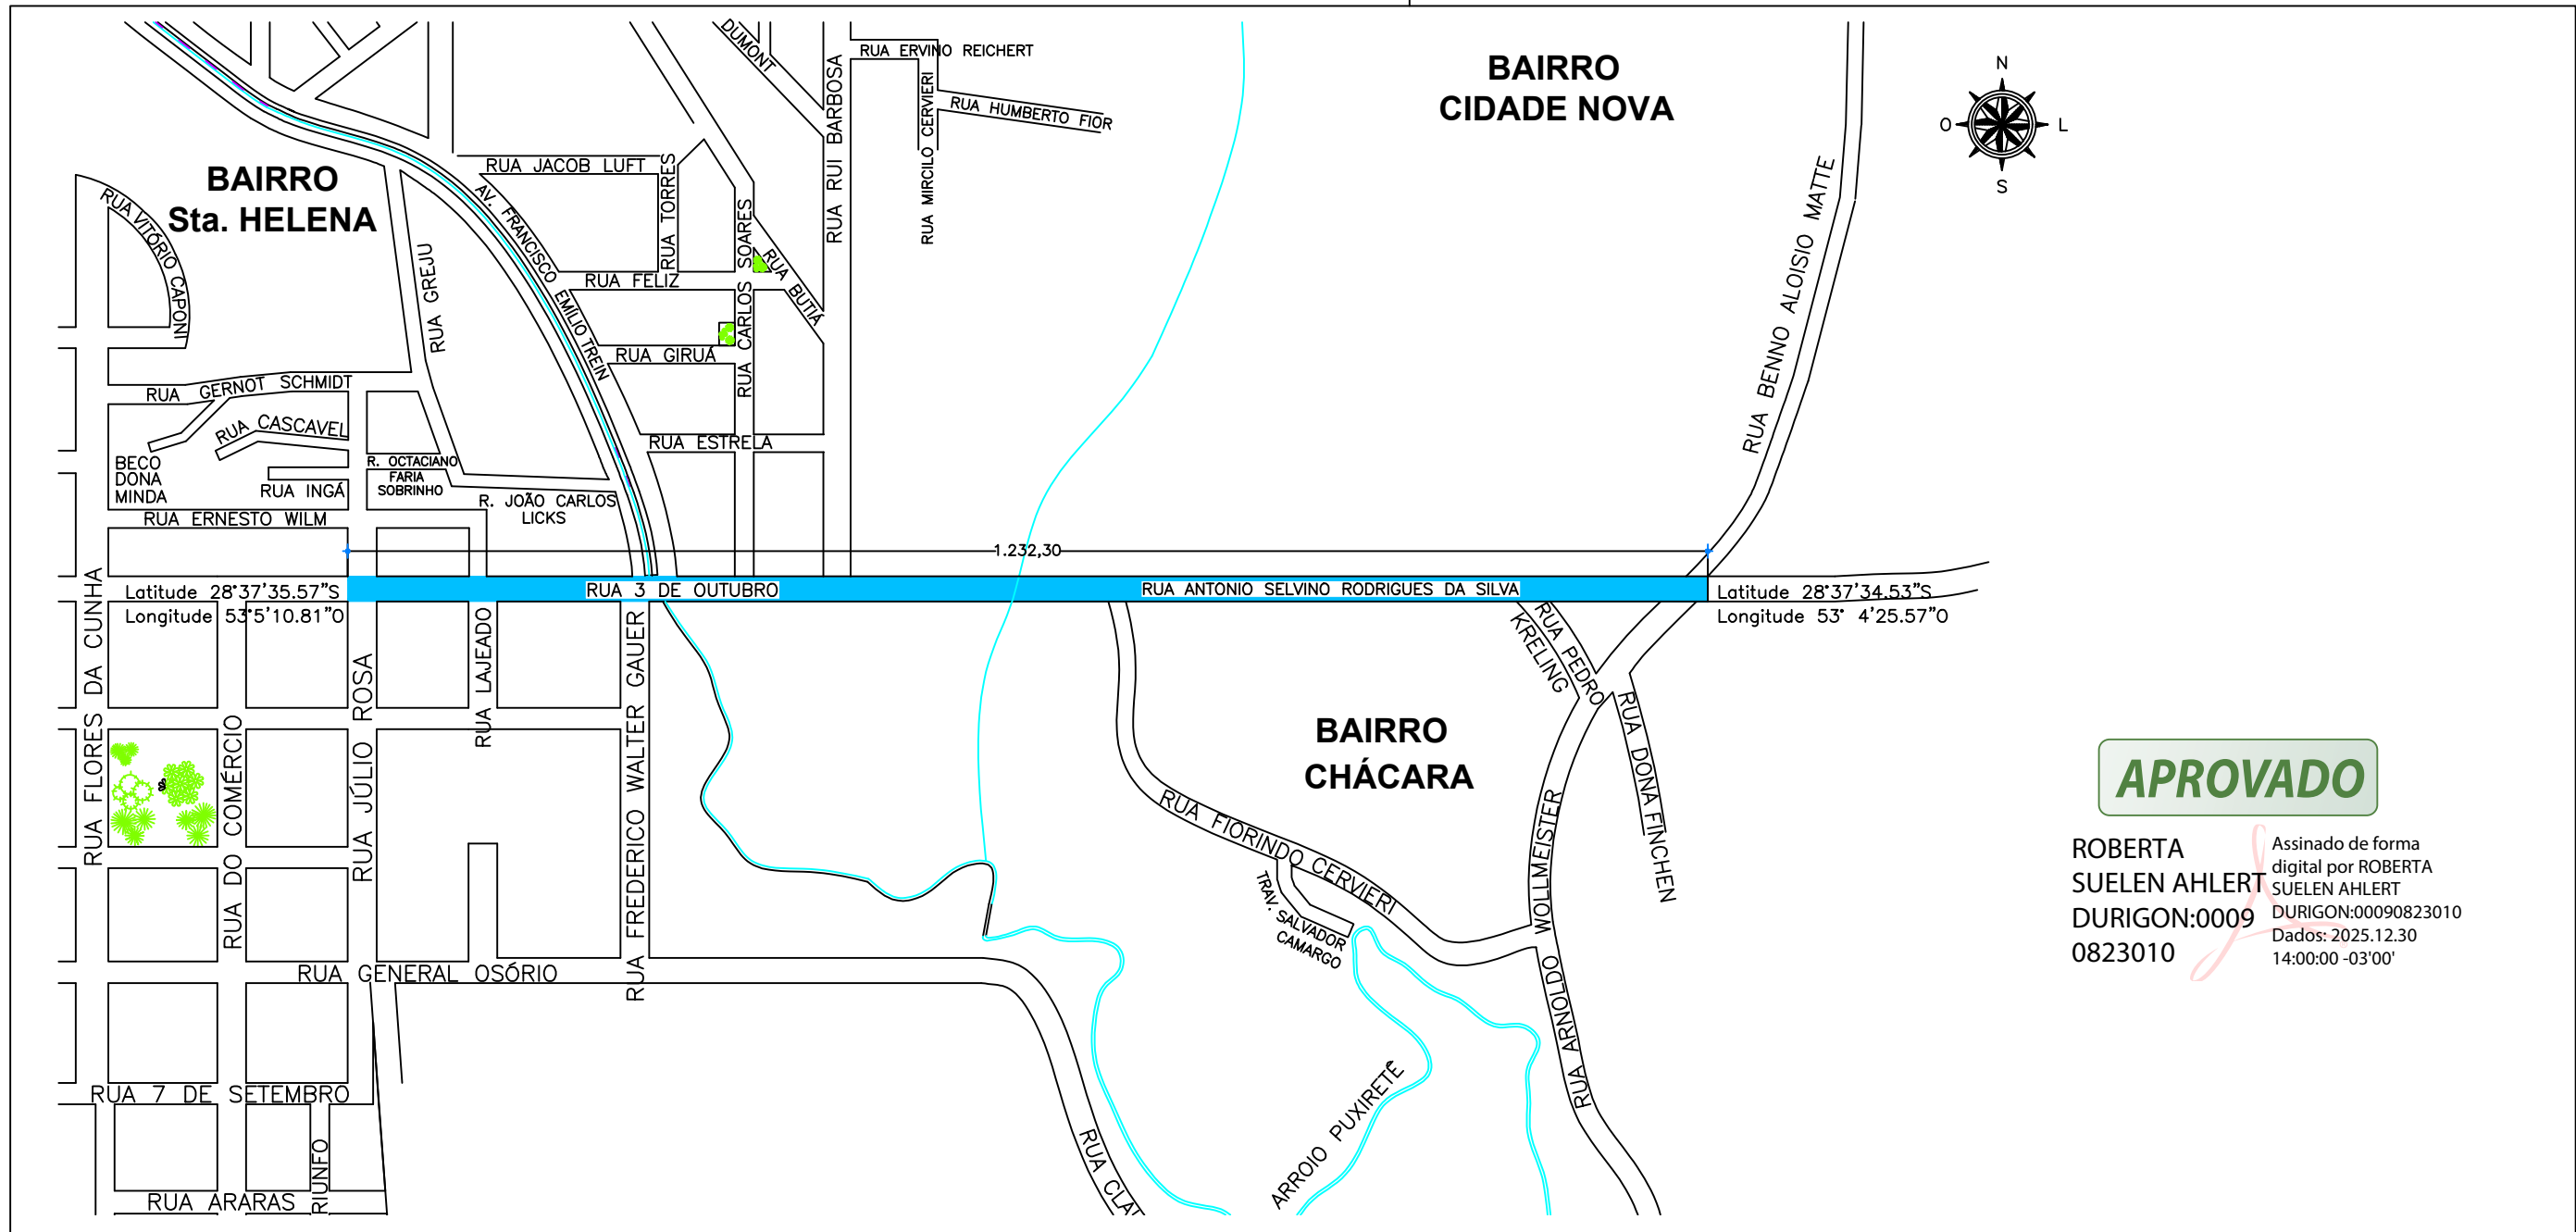 DUMONT
RUA ERVINO REICHERT
RUA RUI BARBOSA
RUA MIRCILO CERVIERI
RUA HUMBERTO FIOR
BAIRRO
CIDADE NOVA
N
O
L
S
BAIRRO
Sta. HELENA
RUA VITÓRIO CAPONI
RUA GREJU
RUA JACOB LUFT
AV. FRANCISCO EMÍLIO TREIN
RUA TORRES
RUA CARLOS SOARES
RUA BUTIÁ
RUA FELIZ
RUA GIRUÁ
RUA ESTRELA
RUA BENNO ALOISIO MATTE
RUA GERNOT SCHMIDT
RUA CASCAVEL
BECO
DONA
MINDA
RUA INGÁ
R. OCTACIANO
FARIA
SOBRINHO
R. JOÃO CARLOS
LICKS
RUA ERNESTO WILM
1.232,30
Latitude 28°37'35.57"S
Longitude 53°5'10.81"O
RUA 3 DE OUTUBRO
RUA ANTONIO SELVINO RODRIGUES DA SILVA
Latitude 28°37'34.53"S
Longitude 53° 4'25.57"O
RUA FLORES DA CUNHA
RUA DO COMÉRCIO
RUA JÚLIO ROSA
RUA LAJEADO
RUA FREDERICO WALTER GAUER
RUA PEDRO
KRELING
RUA DONA FINCHEN
BAIRRO
CHÁCARA
RUA FIORINDO CERVIERI
TRAV. SALVADOR
CAMARGO
RUA ARNOLDO WOLLMEISTER
RUA GENERAL OSÓRIO
RUA 7 DE SETEMBRO
RIUNFO
RUA ARARAS
RUA CLA
ARROIO PUXIRETÊ
APROVADO
ROBERTA
SUELEN AHLERT
DURIGON:0009
0823010
Assinado de forma
digital por ROBERTA
SUELEN AHLERT
DURIGON:00090823010
Dados: 2025.12.30
14:00:00 -03'00'